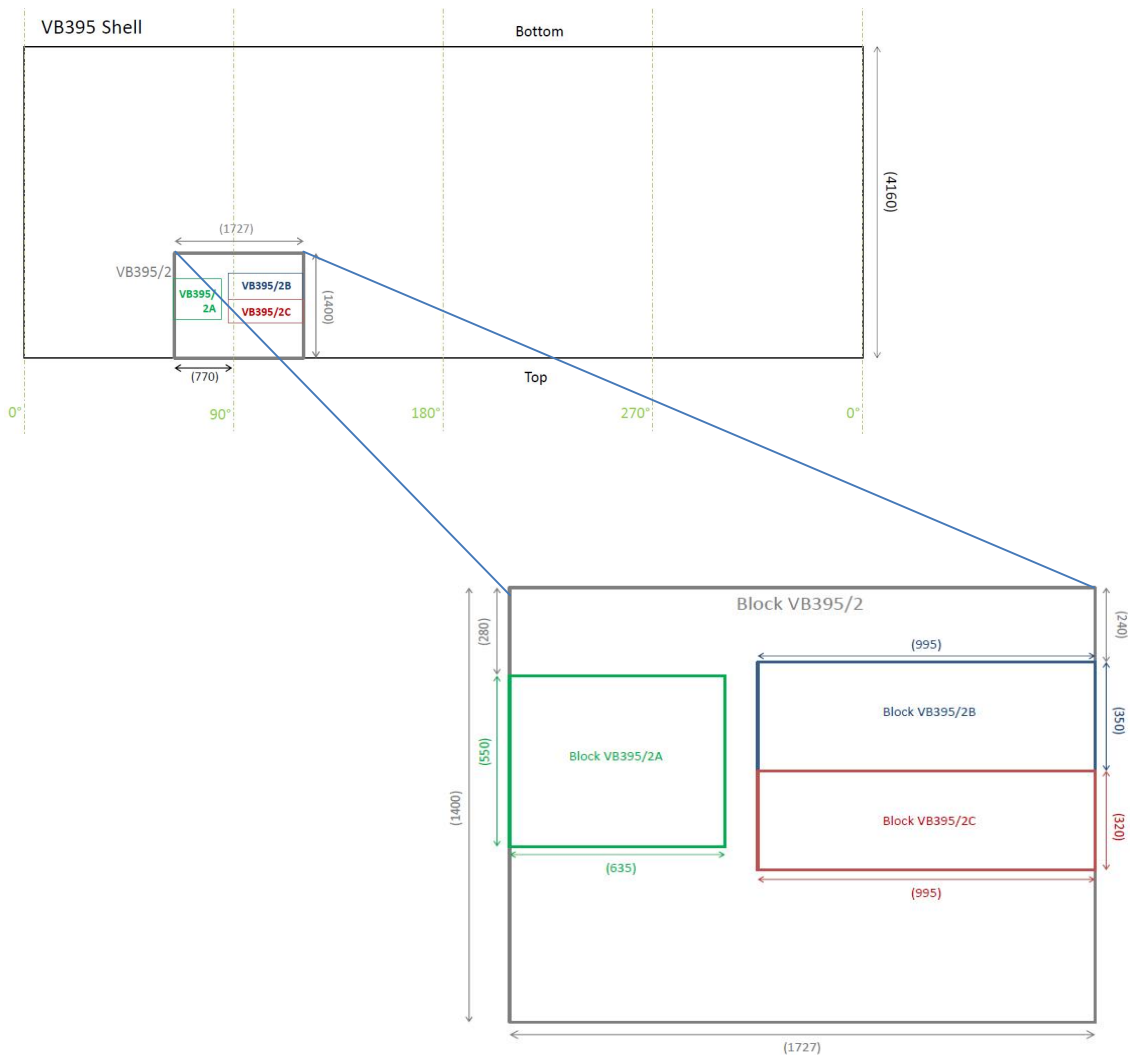 VB395 Shell
Bottom
(4160)
(1727)
VB395/2
VB395/
2A
VB395/2B
VB395/2C
(1400)
(770)
Top
0°
90°
180°
270°
0°
Block VB395/2
(280)
(240)
(995)
Block VB395/2B
(350)
(550)
Block VB395/2A
(1400)
Block VB395/2C
(320)
(635)
(995)
(1727)